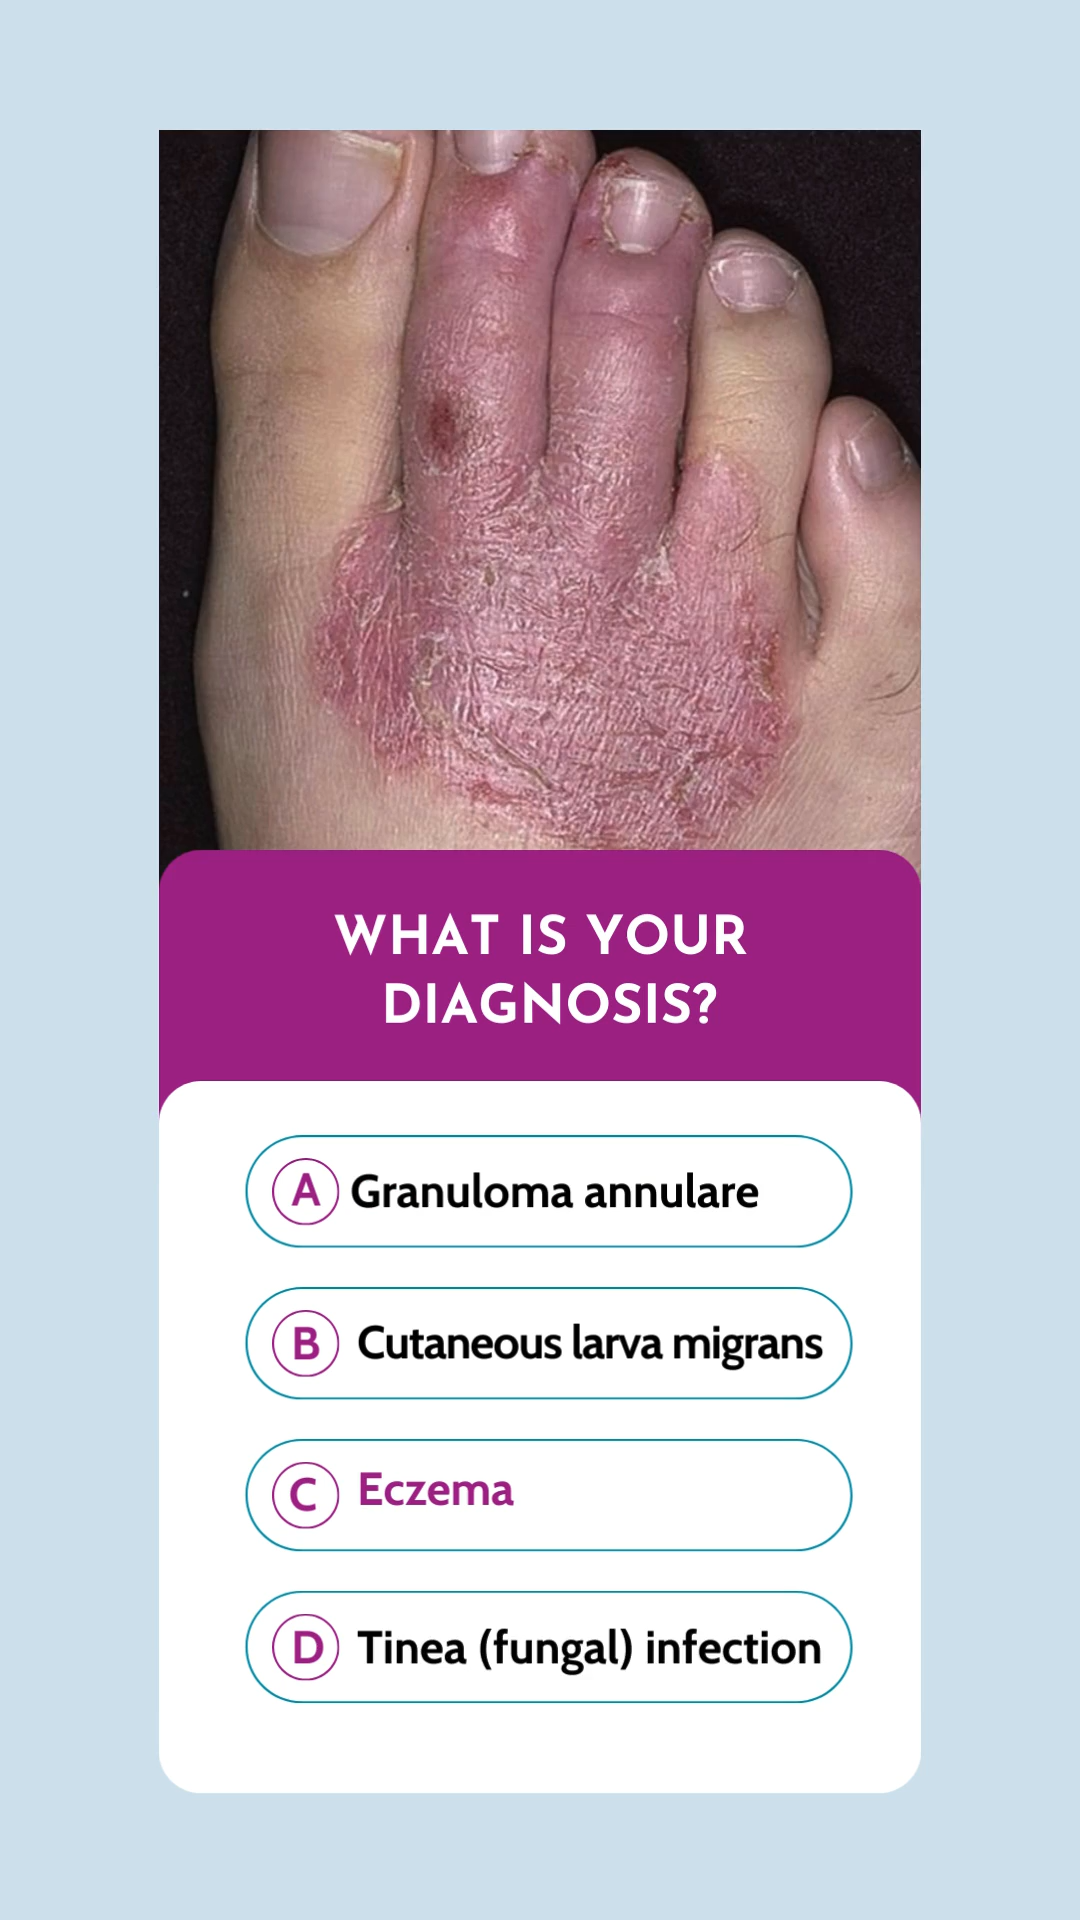 WHAT IS YOUR
DIAGNOSIS?
A Granuloma annulare
B Cutaneous larva migrans
C Eczema
D Tinea (fungal) infection